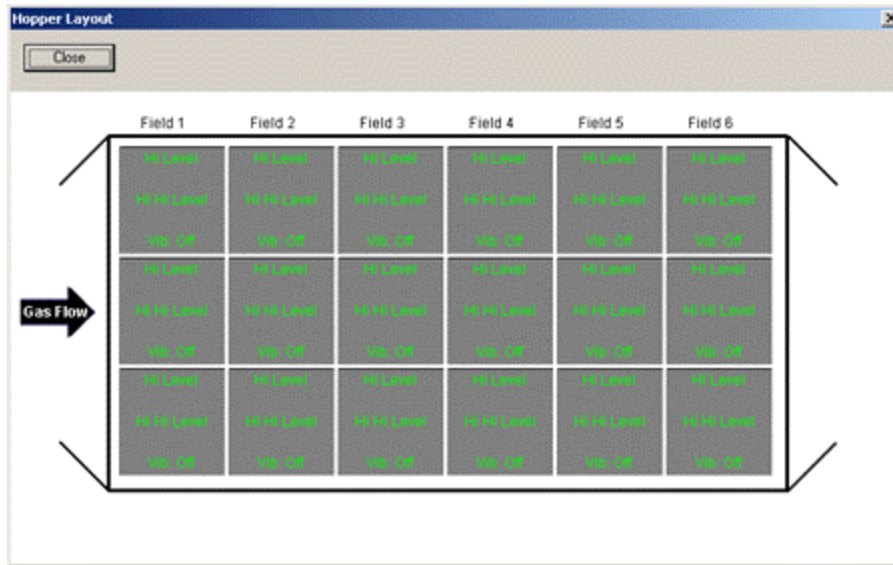 Hopper Layout
Close
Field 1 Field 2 Field 3 Field 4 Field 5 Field 6
Hi Level Hi Level Hi Level Hi Level Hi Level Hi Level
Hi Hi Level Hi Hi Level Hi Hi Level Hi Hi Level Hi Hi Level Hi Hi Level
Vib: Off Vib: Off Vib: Off Vib: Off Vib: Off Vib: Off
Hi Level Hi Level Hi Level Hi Level Hi Level Hi Level
Gas Flow Hi Hi Level Hi Hi Level Hi Hi Level Hi Hi Level Hi Hi Level Hi Hi Level
Vib: Off Vib: Off Vib: Off Vib: Off Vib: Off Vib: Off
Hi Level Hi Level Hi Level Hi Level Hi Level Hi Level
Hi Hi Level Hi Hi Level Hi Hi Level Hi Hi Level Hi Hi Level Hi Hi Level
Vib: Off Vib: Off Vib: Off Vib: Off Vib: Off Vib: Off